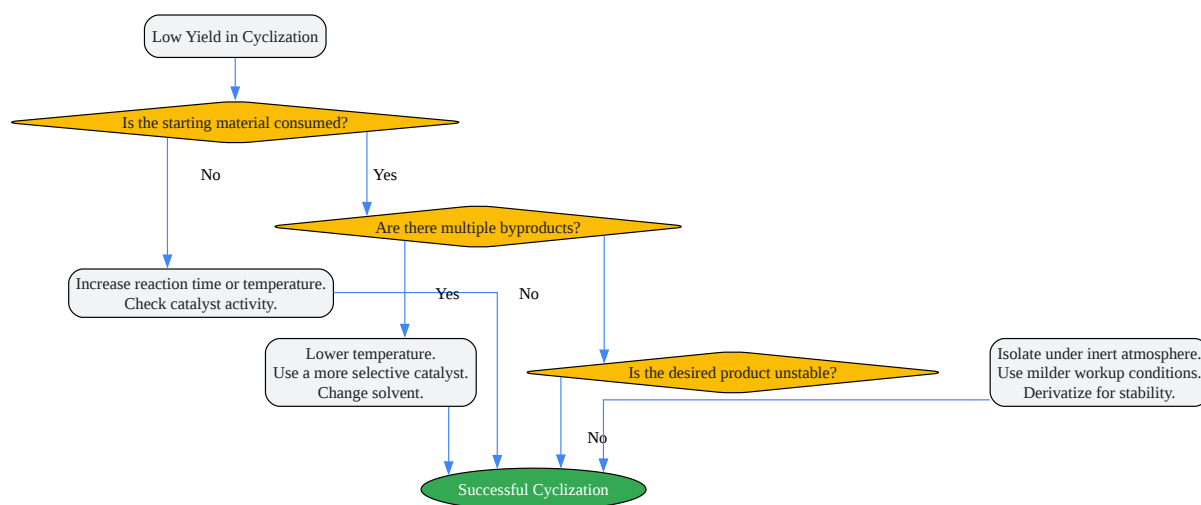 Low Yield in Cyclization
Is the starting material consumed?
No
Yes
Are there multiple byproducts?
Increase reaction time or temperature.
Check catalyst activity.
Yes
No
Lower temperature.
Use a more selective catalyst.
Change solvent.
Is the desired product unstable?
Isolate under inert atmosphere.
Use milder workup conditions.
Derivatize for stability.
No
Successful Cyclization